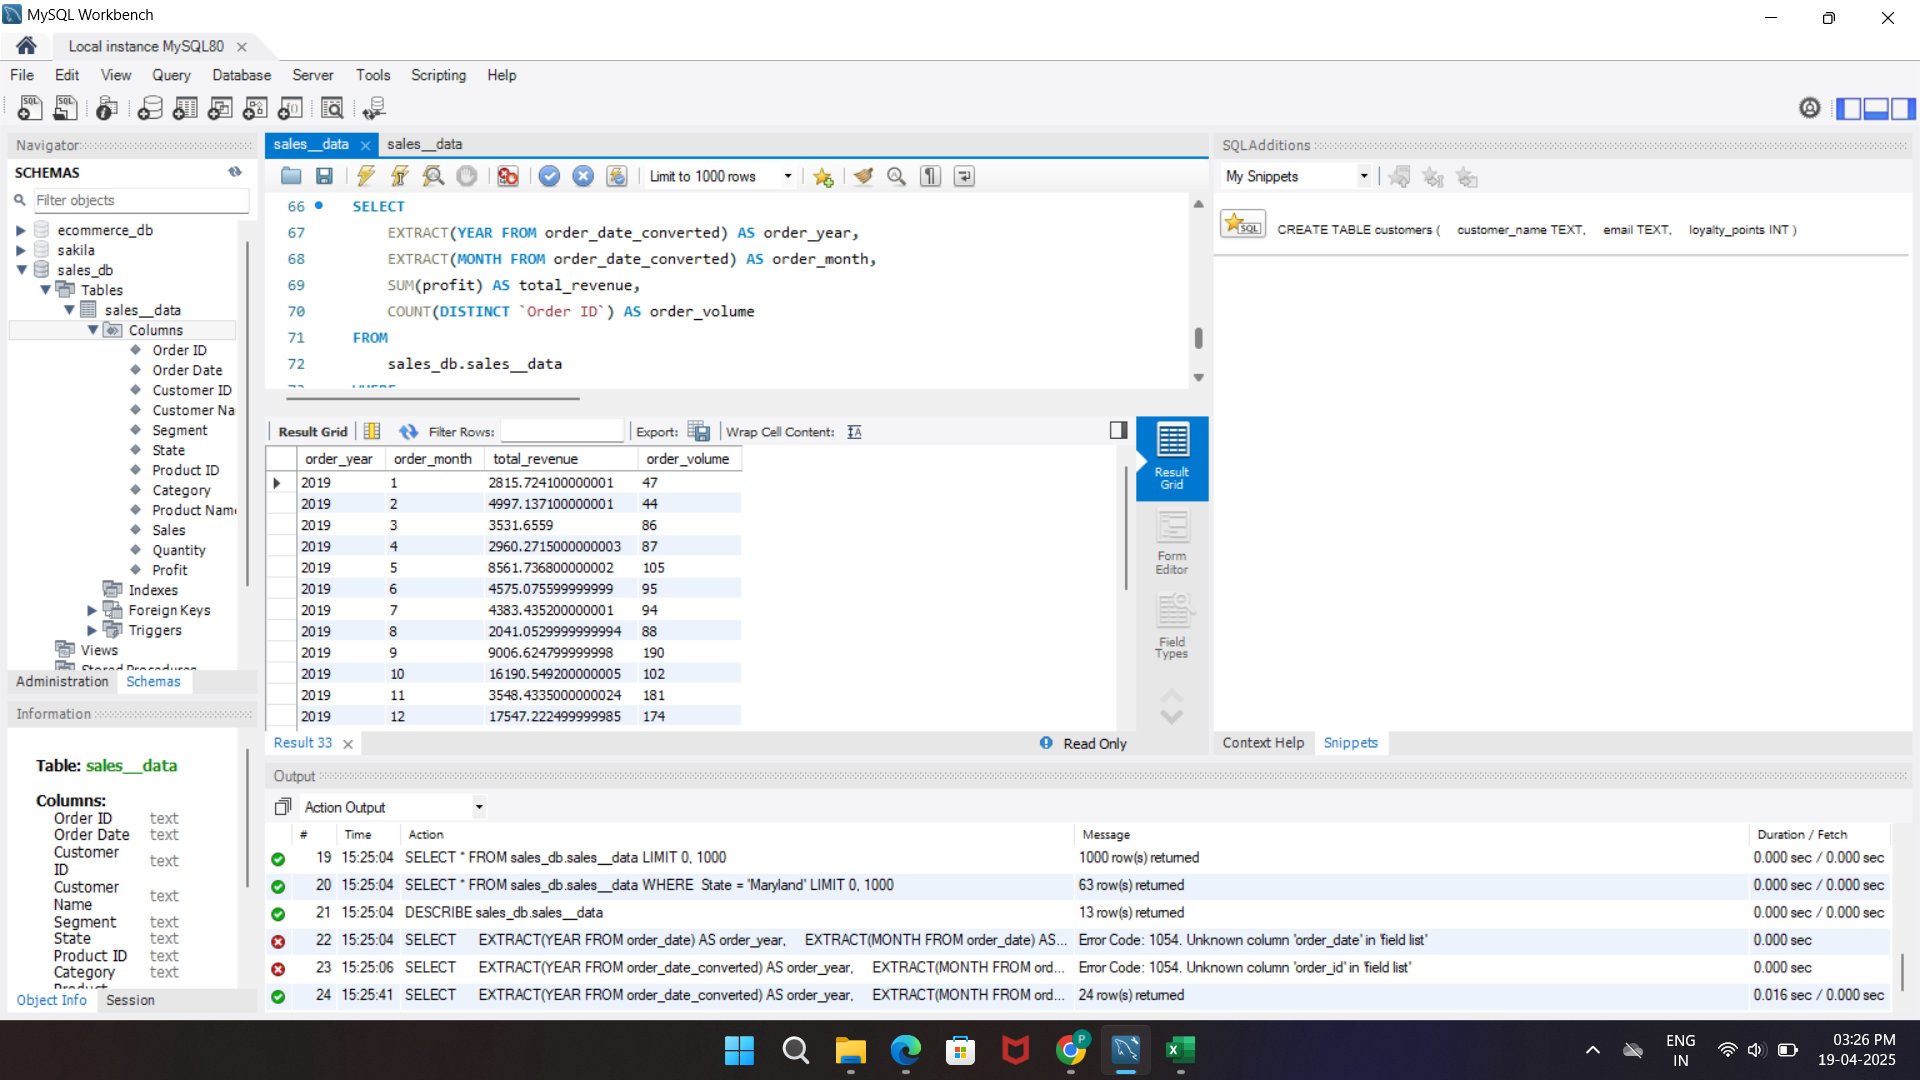 MySQL Workbench
Local instance MySQL80
File Edit View Query Database Server Tools Scripting Help
Navigator
SCHEMAS
Filter objects
ecommerce_db
sakila
sales_db
Tables
sales__data
Columns
Order ID
Order Date
Customer ID
Customer Na
Segment
State
Product ID
Category
Product Nam
Sales
Quantity
Profit
Indexes
Foreign Keys
Triggers
Views
Stored Procedures
Administration Schemas
Information
Table: sales__data
Columns:
Order ID text
Order Date text
Customer ID text
Customer Name text
Segment text
State text
Product ID text
Category text
Product
Object Info Session
sales__data sales__data
Limit to 1000 rows
66 SELECT
67 EXTRACT(YEAR FROM order_date_converted) AS order_year,
68 EXTRACT(MONTH FROM order_date_converted) AS order_month,
69 SUM(profit) AS total_revenue,
70 COUNT(DISTINCT `Order ID`) AS order_volume
71 FROM
72 sales_db.sales__data
73 WHERE
Result Grid Filter Rows: Export: Wrap Cell Content:
order_year order_month total_revenue order_volume
2019 1 2815.724100000001 47
2019 2 4997.137100000001 44
2019 3 3531.6559 86
2019 4 2960.2715000000003 87
2019 5 8561.736800000002 105
2019 6 4575.075599999999 95
2019 7 4383.435200000001 94
2019 8 2041.0529999999994 88
2019 9 9006.624799999998 190
2019 10 16190.549200000005 102
2019 11 3548.4335000000024 181
2019 12 17547.222499999985 174
Result Grid
Form Editor
Field Types
Result 33 Read Only
SQLAdditions
My Snippets
SQL CREATE TABLE customers ( customer_name TEXT, email TEXT, loyalty_points INT )
Context Help Snippets
Output
Action Output
# Time Action Message Duration / Fetch
19 15:25:04 SELECT * FROM sales_db.sales__data LIMIT 0, 1000 1000 row(s) returned 0.000 sec / 0.000 sec
20 15:25:04 SELECT * FROM sales_db.sales__data WHERE State = 'Maryland' LIMIT 0, 1000 63 row(s) returned 0.000 sec / 0.000 sec
21 15:25:04 DESCRIBE sales_db.sales__data 13 row(s) returned 0.000 sec / 0.000 sec
22 15:25:04 SELECT EXTRACT(YEAR FROM order_date) AS order_year, EXTRACT(MONTH FROM order_date) AS... Error Code: 1054. Unknown column 'order_date' in 'field list' 0.000 sec
23 15:25:06 SELECT EXTRACT(YEAR FROM order_date_converted) AS order_year, EXTRACT(MONTH FROM ord... Error Code: 1054. Unknown column 'order_id' in 'field list' 0.000 sec
24 15:25:41 SELECT EXTRACT(YEAR FROM order_date_converted) AS order_year, EXTRACT(MONTH FROM ord... 24 row(s) returned 0.016 sec / 0.000 sec
ENG
IN
03:26 PM
19-04-2025